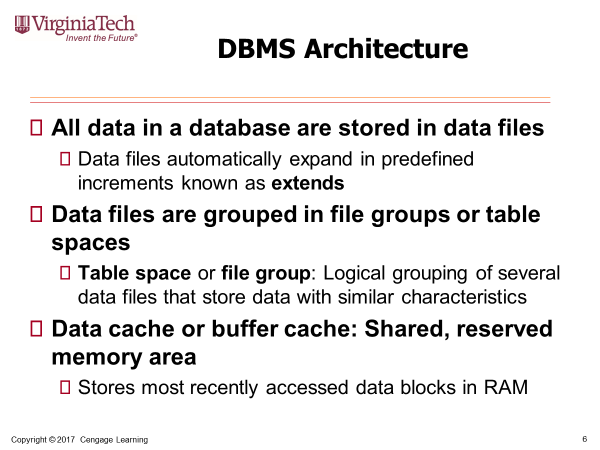 VirginiaTech
1872
Invent the Future®
DBMS Architecture
All data in a database are stored in data files
Data files automatically expand in predefined
increments known as extends
Data files are grouped in file groups or table
spaces
Table space or file group: Logical grouping of several
data files that store data with similar characteristics
Data cache or buffer cache: Shared, reserved
memory area
Stores most recently accessed data blocks in RAM
Copyright © 2017 Cengage Learning
6